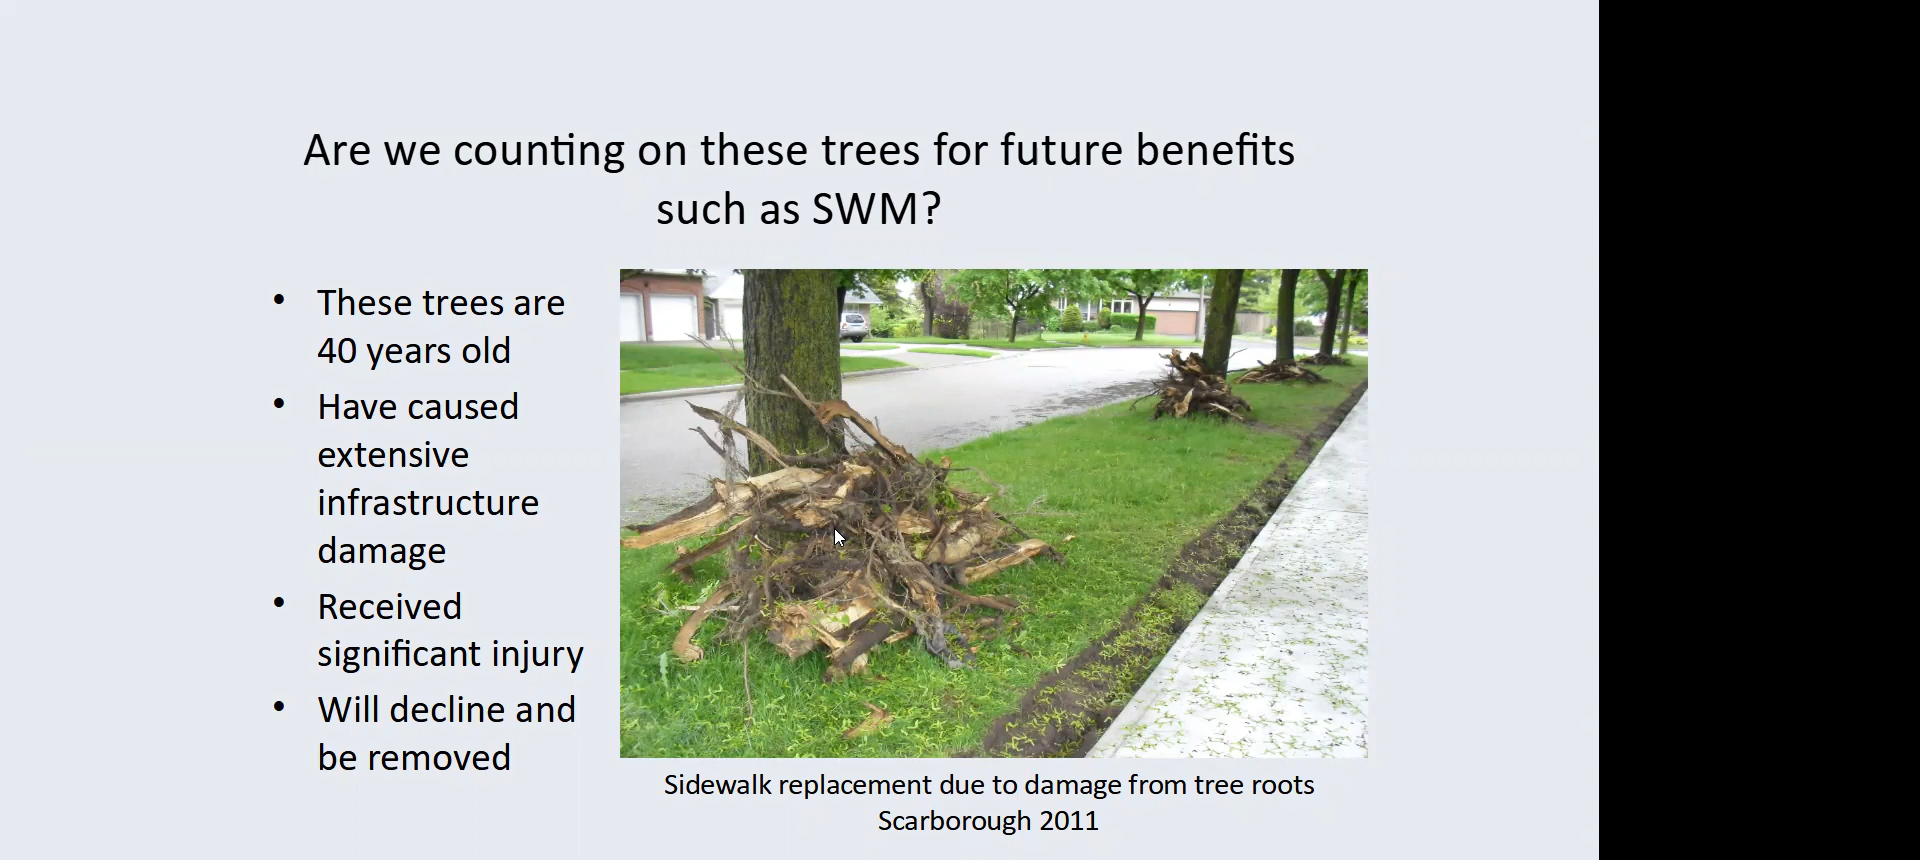 Are we counting on these trees for future benefits
such as SWM?
• These trees are
40 years old
• Have caused
extensive
infrastructure
damage
• Received
significant injury
• Will decline and
be removed
Sidewalk replacement due to damage from tree roots
Scarborough 2011